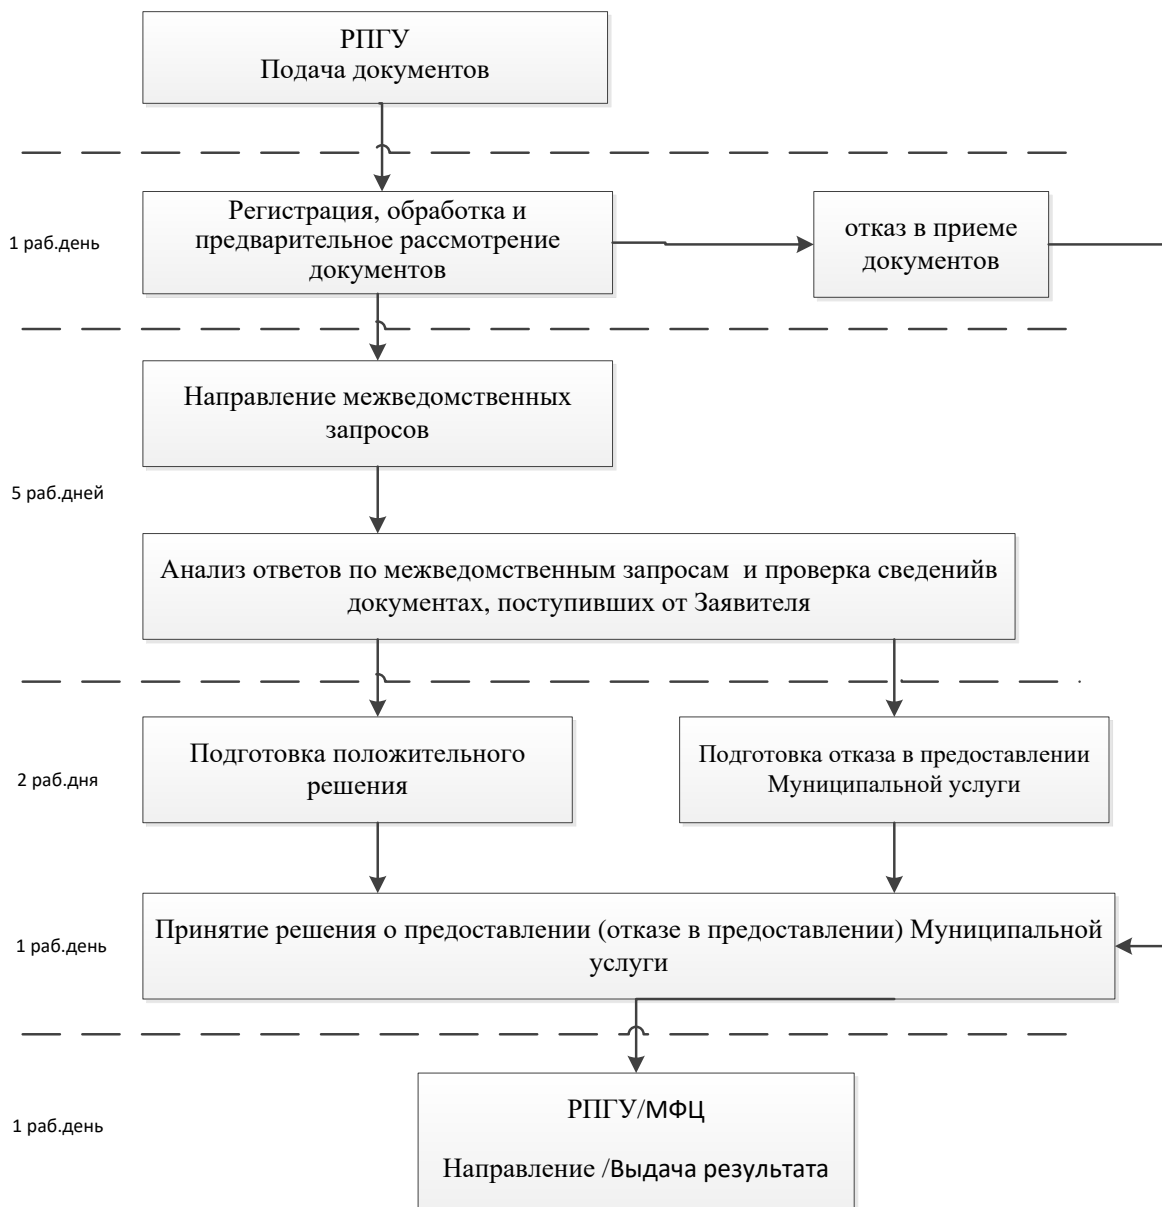 РПГУ
Подача документов
1 раб.день
Регистрация, обработка и
предварительное рассмотрение
документов
отказ в приеме
документов
Направление межведомственных
запросов
5 раб.дней
Анализ ответов по межведомственным запросам и проверка сведенийв
документах, поступивших от Заявителя
2 раб.дня
Подготовка положительного
решения
Подготовка отказа в предоставлении
Муниципальной услуги
1 раб.день
Принятие решения о предоставлении (отказе в предоставлении) Муниципальной
услуги
1 раб.день
РПГУ/МФЦ
Направление /Выдача результата